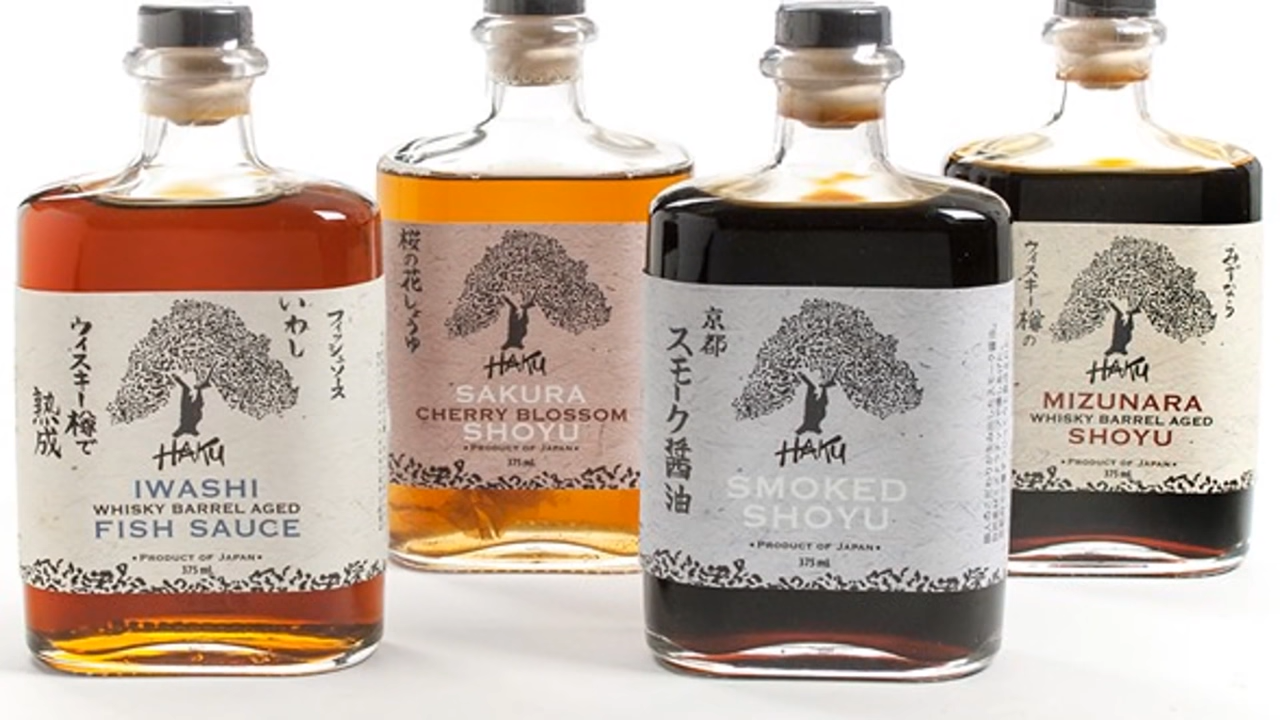 いわし
フィッシュソース
ウィスキー樽で
熟成
HAKU
IWASHI
WHISKY BARREL AGED
FISH SAUCE
•PRODUCT OF JAPAN•
375 mL
桜の花しょうゆ
HAKU
SAKURA
CHERRY BLOSSOM
SHOYU
•PRODUCT OF JAPAN•
375 mL
京都
スモーク醤油
HAKU
SMOKED
SHOYU
•PRODUCT OF JAPAN•
375 mL
みずなら
ウィスキー樽の
HAKU
MIZUNARA
WHISKY BARREL AGED
SHOYU
•PRODUCT OF JAPAN•
375 mL